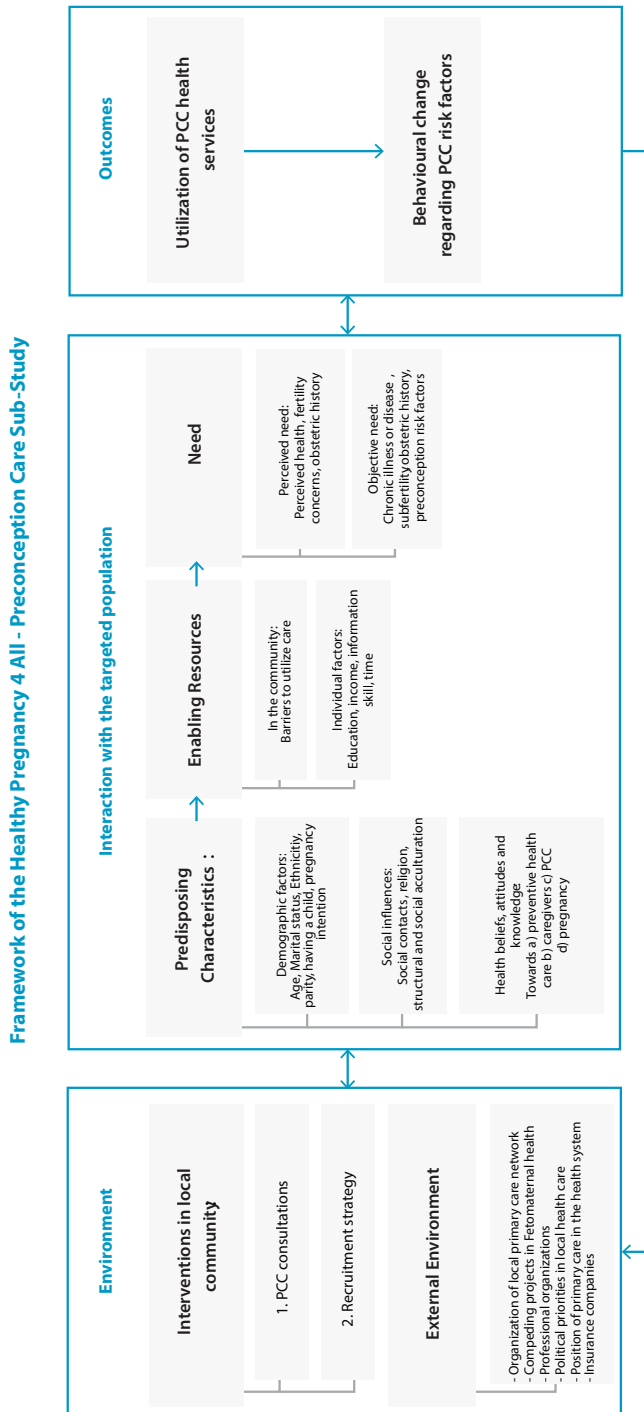 Framework of the Healthy Pregnancy 4 All - Preconception Care Sub-Study
Environment
Interventions in local
community
1. PCC consultations
2. Recruitment strategy
External Environment
- Organization of local primary care network
- Compeding projects in Fetomaternal health
- Professional organizations
- Political priorities in local health care
- Position of primary care in the health system
- Insurance companies
Interaction with the targeted population
Predisposing
Characteristics :
Demographic factors:
Age, Marital status, Ethnicitiy,
parity, having a child, pregnancy
intention
Social influences:
Social contacts, religion,
structural and social acculturation
Health beliefs, attitudes and
knowledge
Towards a) preventive health
care b) caregivers c) PCC
d) pregnancy
Enabling Resources
In the community:
Barriers to utilize care
Individual factors:
Education, income, information
skill, time
Need
Perceived need:
Perceived health, fertility
concerns, obstetric history
Objective need:
Chronic illness or disease ,
subfertility obstetric history,
preconception risk factors
Outcomes
Utilization of PCC health
services
Behavioural change
regarding PCC risk factors